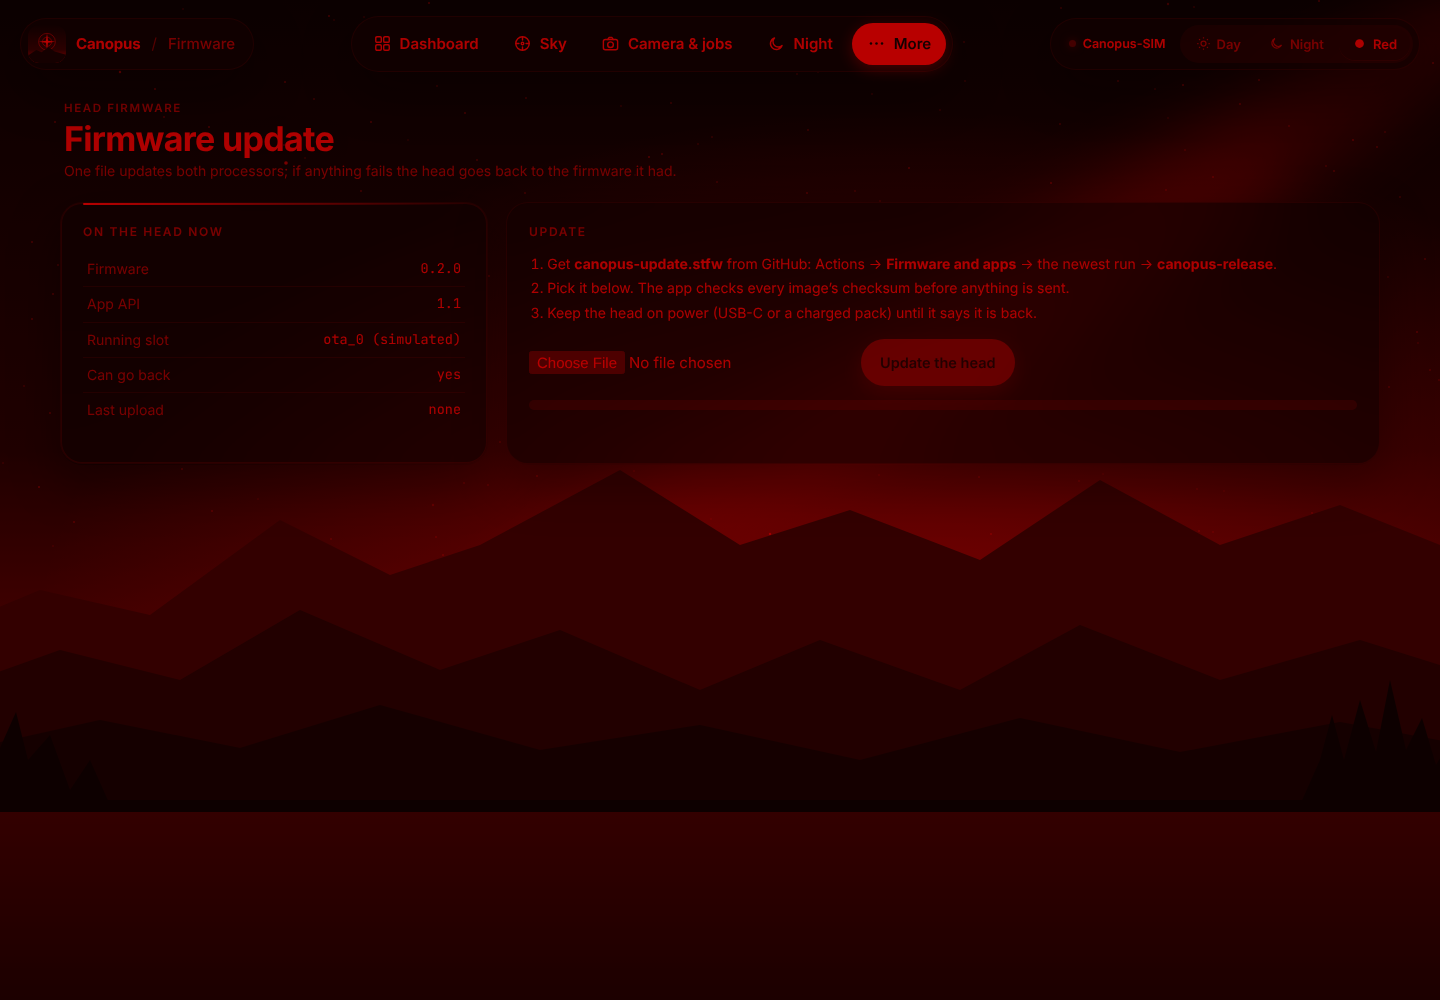 Canopus / Firmware
Dashboard Sky Camera & jobs Night More
Canopus-SIM Day Night Red
HEAD FIRMWARE
Firmware update
One file updates both processors; if anything fails the head goes back to the firmware it had.
ON THE HEAD NOW
Firmware 0.2.0
App API 1.1
Running slot ota_0 (simulated)
Can go back yes
Last upload none
UPDATE
1. Get canopus-update.stfw from GitHub: Actions → Firmware and apps → the newest run → canopus-release.
2. Pick it below. The app checks every image's checksum before anything is sent.
3. Keep the head on power (USB-C or a charged pack) until it says it is back.
Choose File No file chosen
Update the head